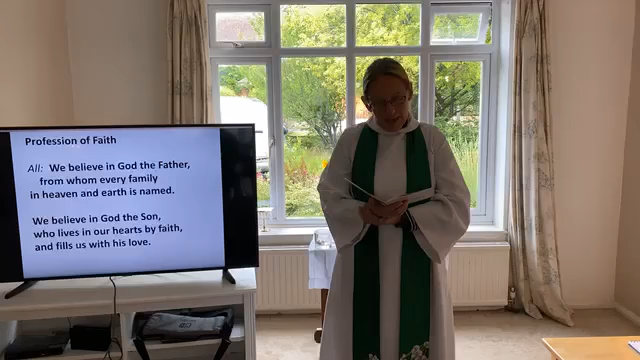 Profession of Faith
All: We believe in God the Father,
from whom every family
in heaven and earth is named.
We believe in God the Son,
who lives in our hearts by faith,
and fills us with his love.